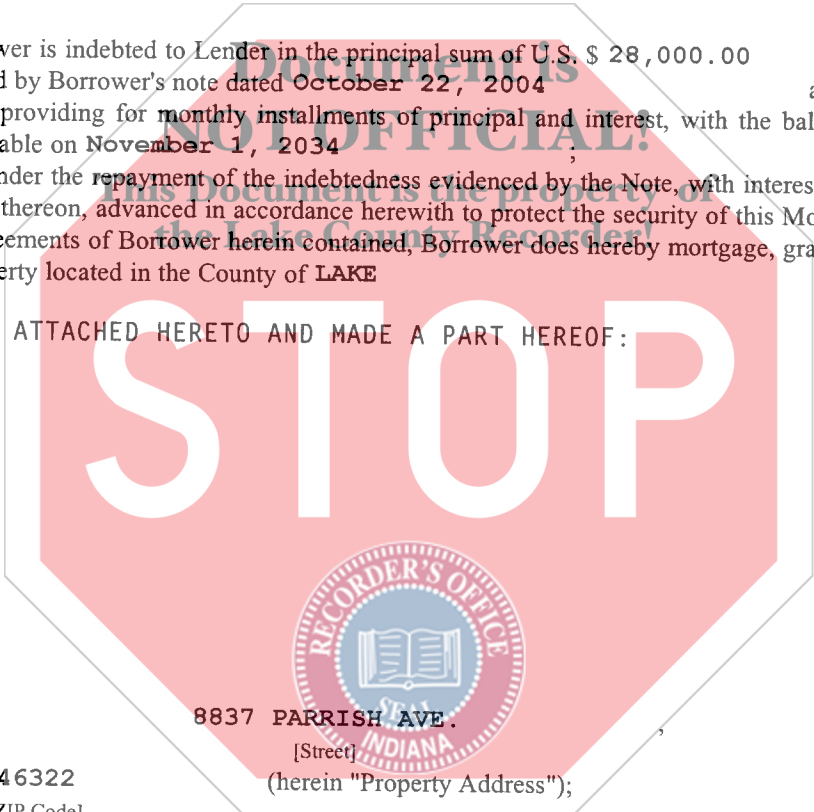 wer is indebted to Lender in the principal sum of U.S. $ 28,000.00
Document is
d by Borrower's note dated October 22, 2004 a
providing for monthly installments of principal and interest, with the bal
NOT OFFICIAL!
able on November 1, 2034 ;
nder the repayment of the indebtedness evidenced by the Note, with interes
This Document is the property of
thereon, advanced in accordance herewith to protect the security of this Mo
the Lake County Recorder!
eements of Borrower herein contained, Borrower does hereby mortgage, gra
erty located in the County of LAKE
ATTACHED HERETO AND MADE A PART HEREOF:
STOP
RECORDER'S OFFICE
SEAL
INDIANA
8837 PARRISH AVE. ,
[Street]
46322 (herein "Property Address");
ZIP Code]